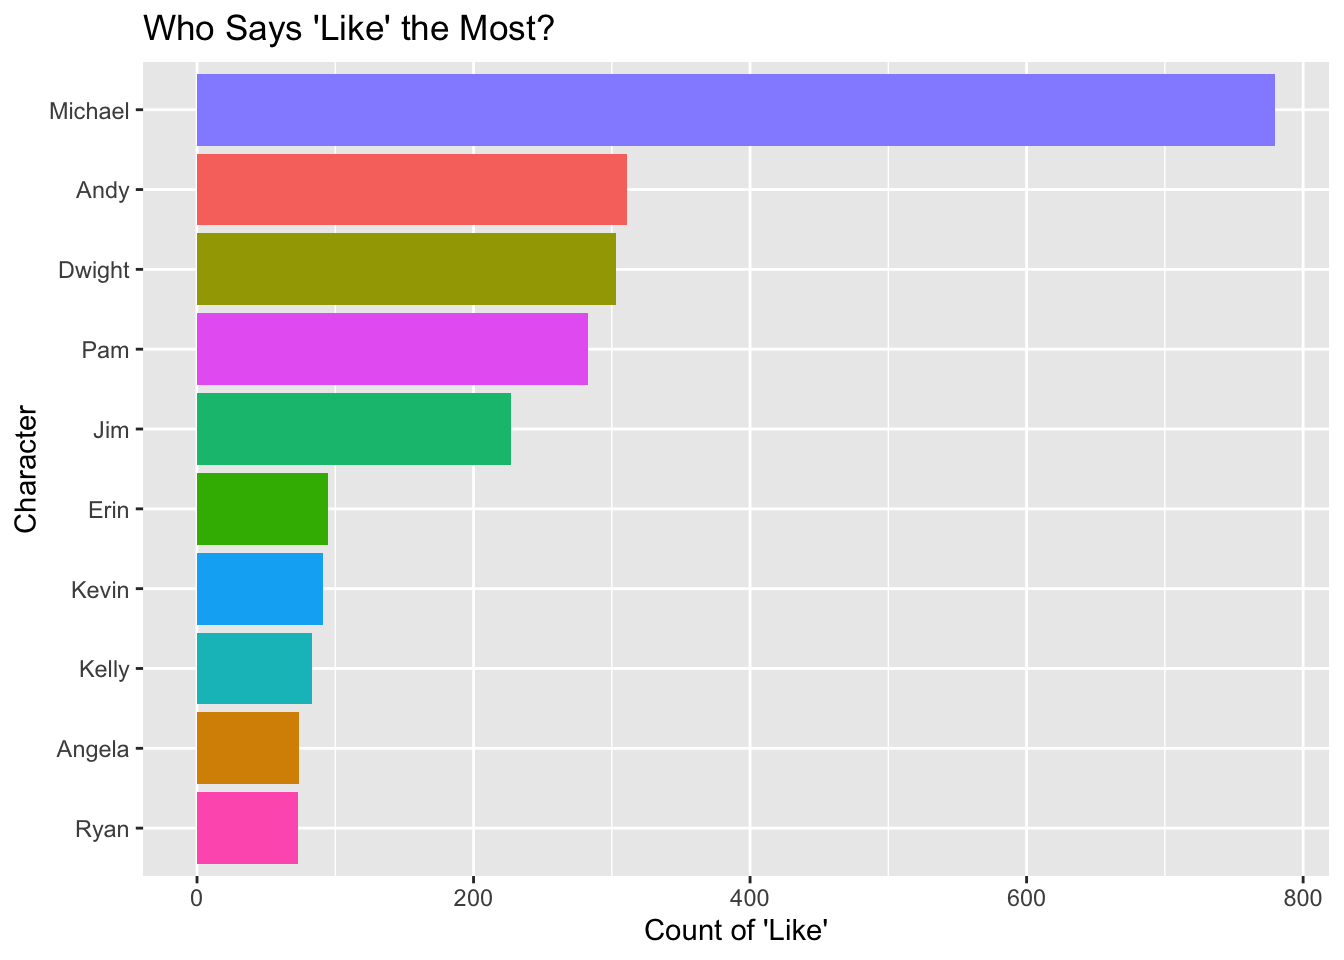 Who Says 'Like' the Most?
Character
Michael
Andy
Dwight
Pam
Jim
Erin
Kevin
Kelly
Angela
Ryan
0 200 400 600 800
Count of 'Like'